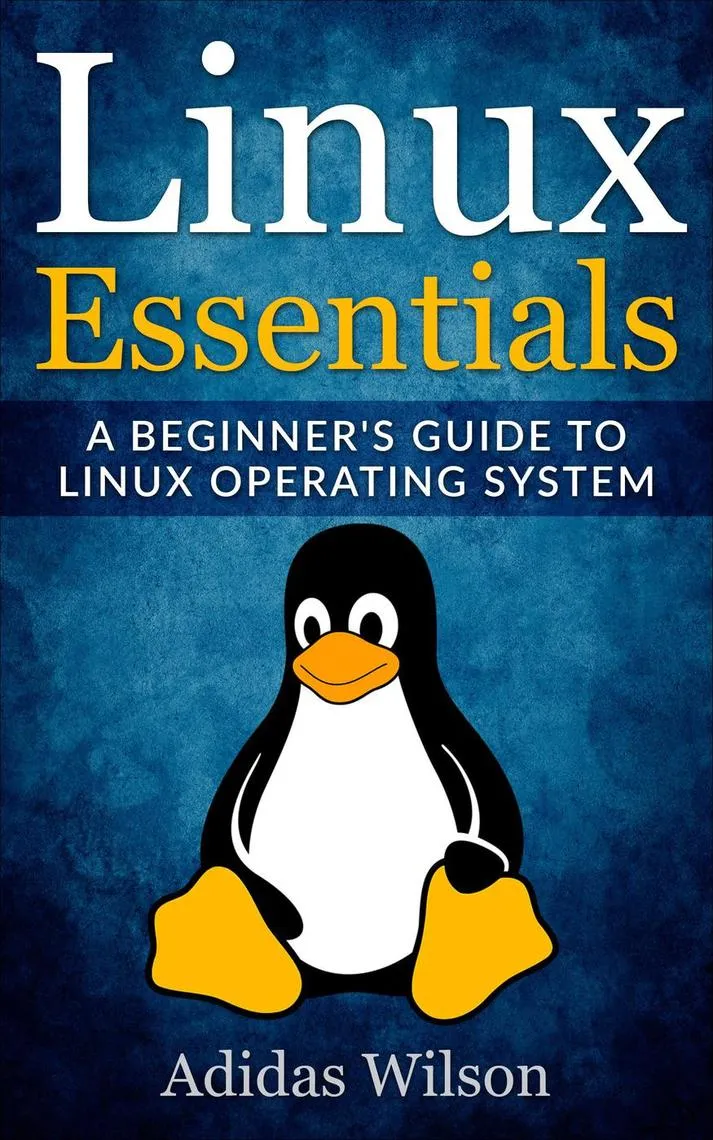 Linux
Essentials
A BEGINNER'S GUIDE TO
LINUX OPERATING SYSTEM
Adidas Wilson